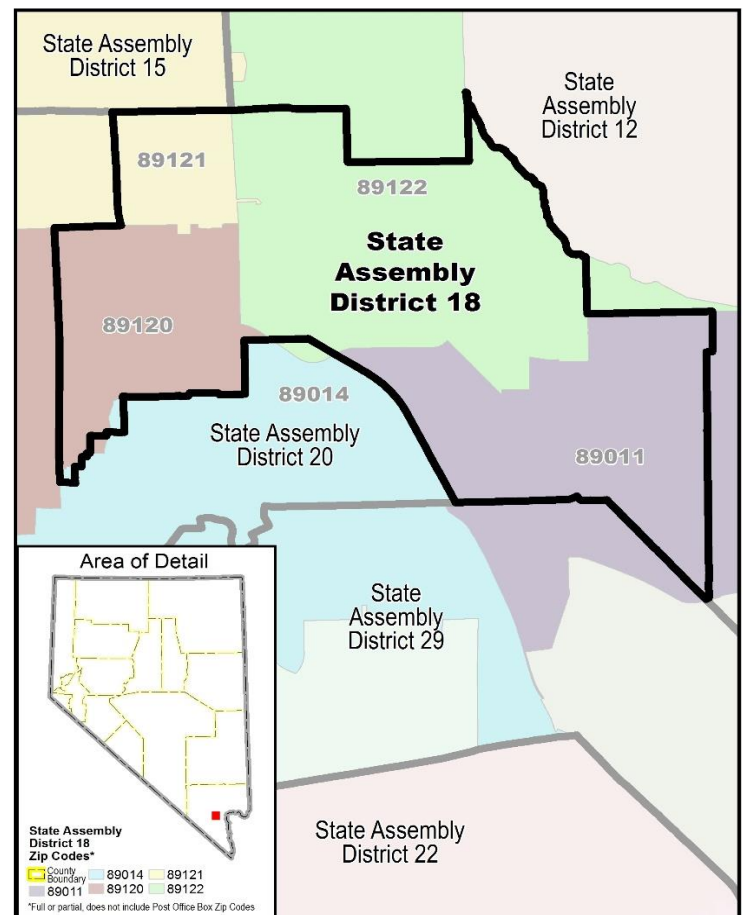 State Assembly
District 15
State
Assembly
District 12
89121
89122
State
Assembly
District 18
89120
89014
State Assembly
District 20
89011
Area of Detail
State
Assembly
District 29
State Assembly
District 22
State Assembly
District 18
Zip Codes*
County
Boundary
89011
89014
89120
89121
89122
*Full or partial, does not include Post Office Box Zip Codes